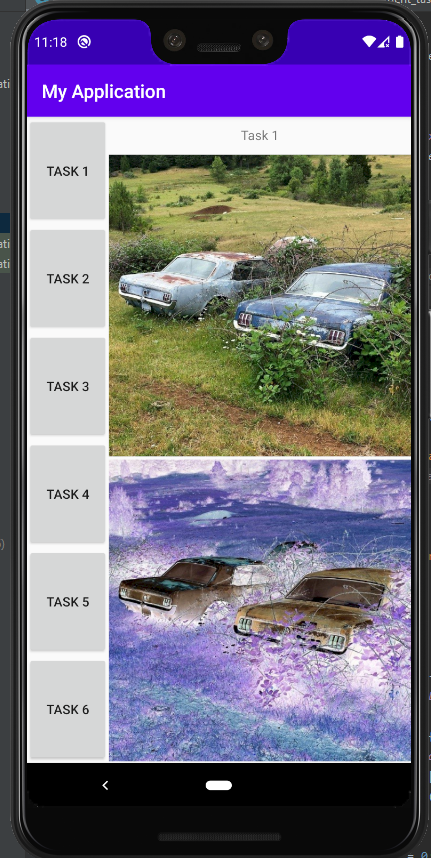 11:18
My Application
TASK 1
Task 1
TASK 2
TASK 3
TASK 4
TASK 5
TASK 6